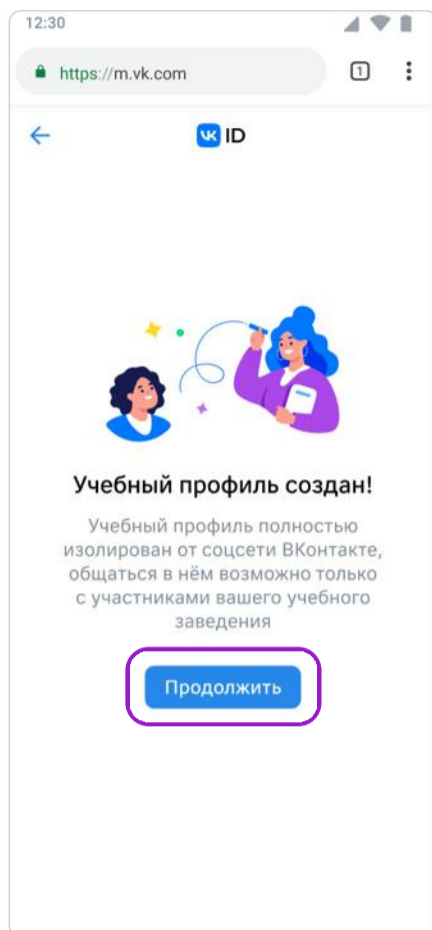 12:30
https://m.vk.com
1
VK ID
Учебный профиль создан!
Учебный профиль полностью
изолирован от соцсети ВКонтакте,
общаться в нём возможно только
с участниками вашего учебного
заведения
Продолжить